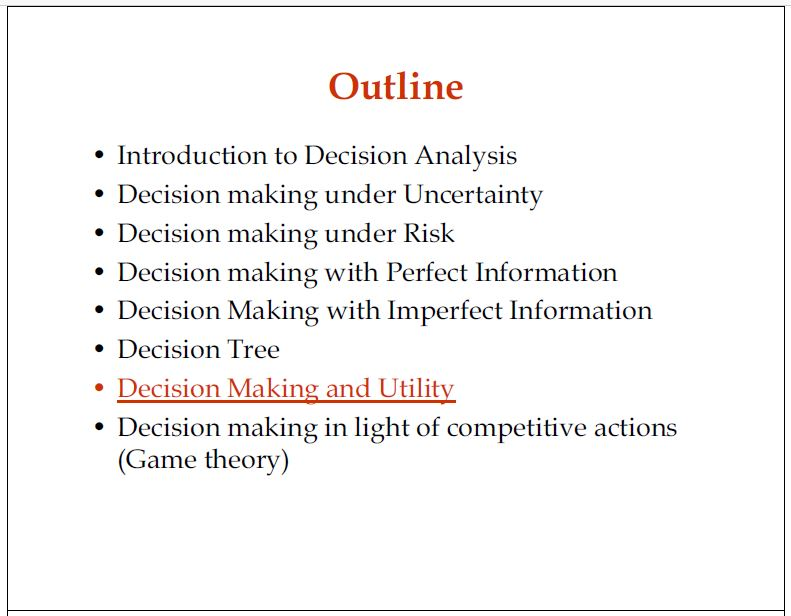 Outline
• Introduction to Decision Analysis
• Decision making under Uncertainty
• Decision making under Risk
• Decision making with Perfect Information
• Decision Making with Imperfect Information
• Decision Tree
• Decision Making and Utility
• Decision making in light of competitive actions
(Game theory)